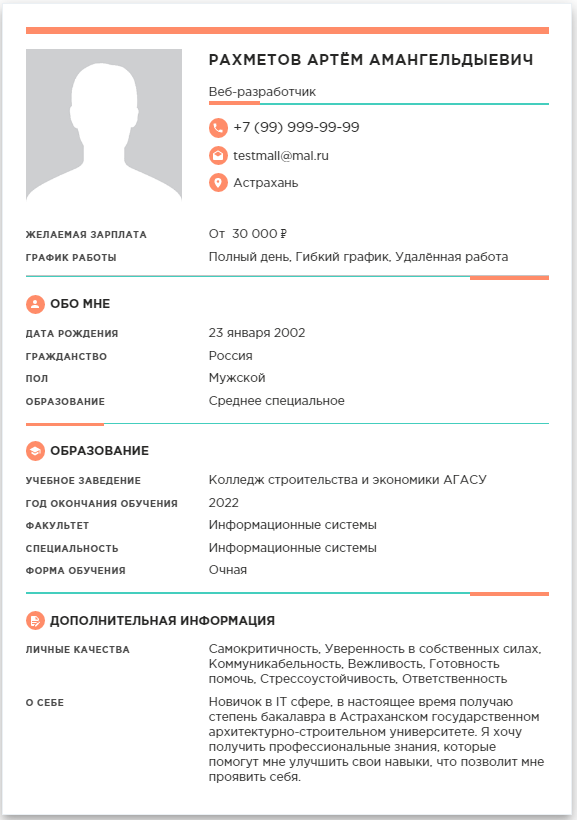 РАХМЕТОВ АРТЁМ АМАНГЕЛЬДЫЕВИЧ
Веб-разработчик
+7 (99) 999-99-99
testmall@mal.ru
Астрахань
ЖЕЛАЕМАЯ ЗАРПЛАТА От 30 000 ₽
ГРАФИК РАБОТЫ Полный день, Гибкий график, Удалённая работа
ОБО МНЕ
ДАТА РОЖДЕНИЯ 23 января 2002
ГРАЖДАНСТВО Россия
ПОЛ Мужской
ОБРАЗОВАНИЕ Среднее специальное
ОБРАЗОВАНИЕ
УЧЕБНОЕ ЗАВЕДЕНИЕ Колледж строительства и экономики АГАСУ
ГОД ОКОНЧАНИЯ ОБУЧЕНИЯ 2022
ФАКУЛЬТЕТ Информационные системы
СПЕЦИАЛЬНОСТЬ Информационные системы
ФОРМА ОБУЧЕНИЯ Очная
ДОПОЛНИТЕЛЬНАЯ ИНФОРМАЦИЯ
ЛИЧНЫЕ КАЧЕСТВА Самокритичность, Уверенность в собственных силах,
Коммуникабельность, Вежливость, Готовность
помочь, Стрессоустойчивость, Ответственность
О СЕБЕ Новичок в IT сфере, в настоящее время получаю
степень бакалавра в Астраханском государственном
архитектурно-строительном университете. Я хочу
получить профессиональные знания, которые
помогут мне улучшить свои навыки, что позволит мне
проявить себя.